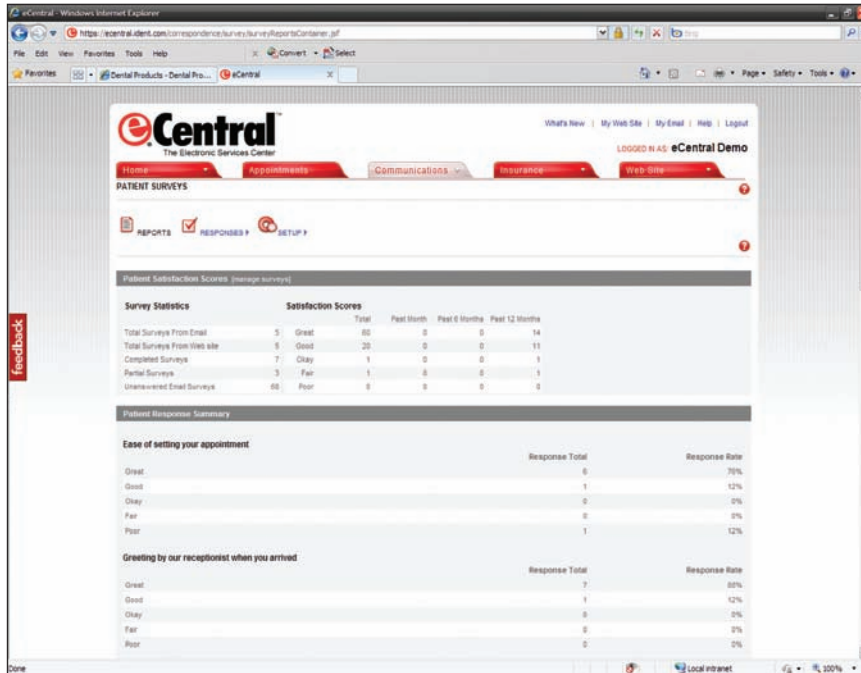 eCentral - Windows Internet Explorer
https://ecentral.ident.com/correspondence/survey/surveyReportsContainer.jsf
File Edit View Favorites Tools Help
Convert Select
Favorites
Dental Products - Dental Pro...
eCentral
Page Safety Tools
eCentral
The Electronic Services Center
What's New | My Web Site | My Email | Help | Logout
LOGGED IN AS: eCentral Demo
Home Appointments Communications Insurance Web Site
PATIENT SURVEYS
REPORTS RESPONSES SETUP
feedback
Patient Satisfaction Scores [manage surveys]
Survey Statistics Satisfaction Scores
Total Past Month Past 6 Months Past 12 Months
Total Surveys From Email 5 Great 60 0 0 14
Total Surveys From Web site 5 Good 20 0 0 11
Completed Surveys 7 Okay 1 0 0 1
Partial Surveys 3 Fair 1 0 0 1
Unanswered Email Surveys 68 Poor 0 0 0
Patient Response Summary
Ease of setting your appointment
Response Total Response Rate
Great 6
Good 1 12%
Okay 0 0%
Fair 0 0%
Poor 1 12%
Greeting by our receptionist when you arrived
Response Total Response Rate
Great 7 88%
Good 1 12%
Okay 0 0%
Fair 0 0%
Poor 0 0%
Done Local intranet 100%